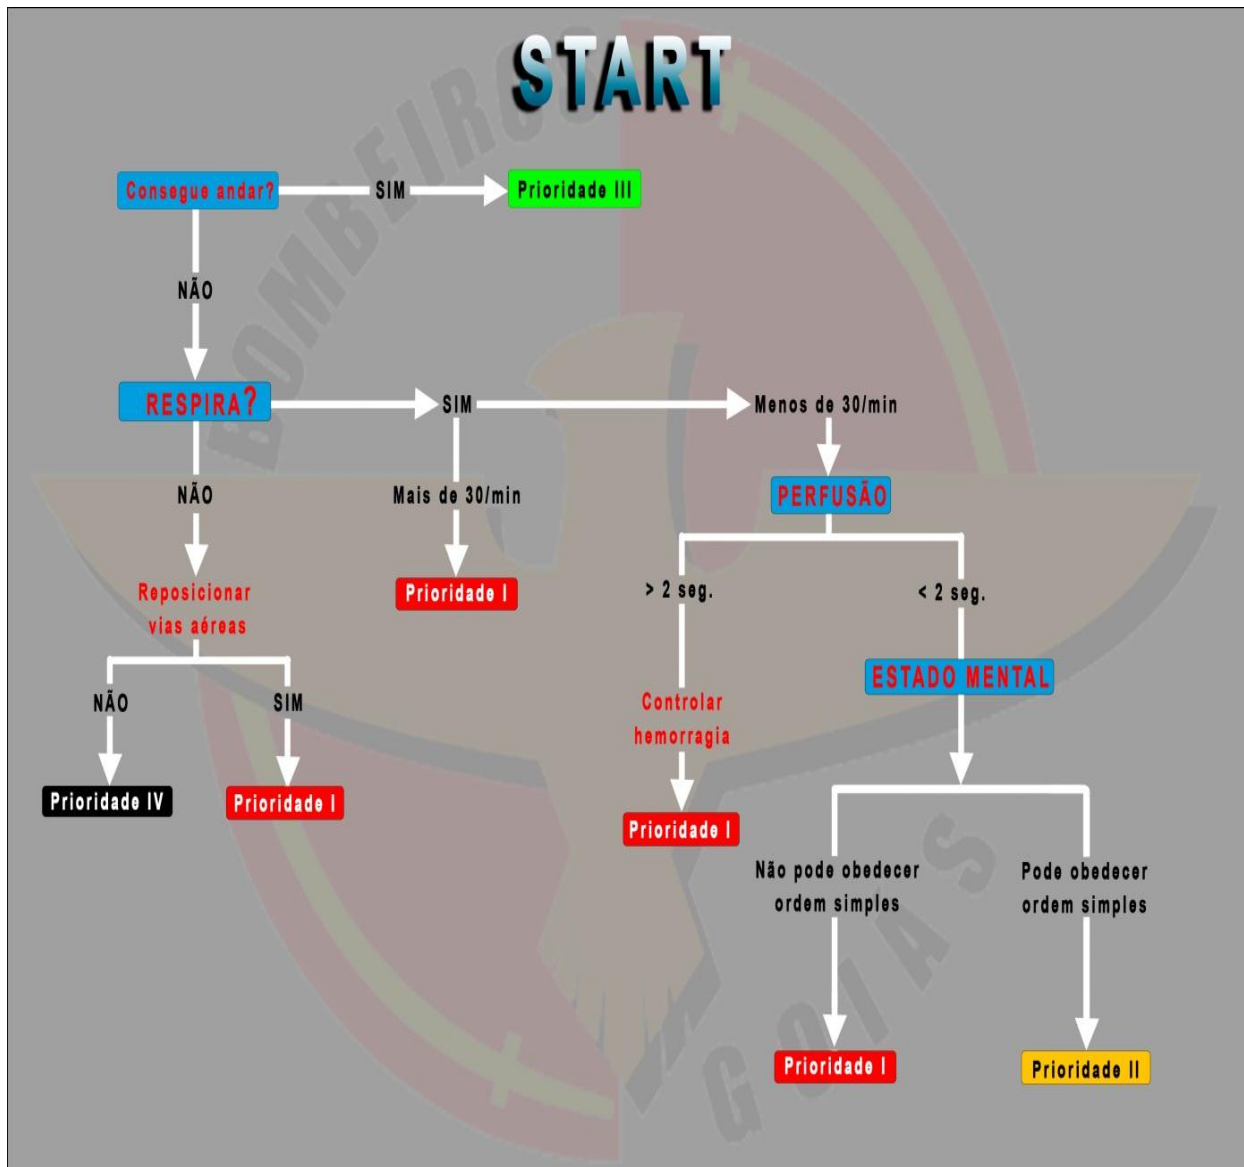 START
BOMBEIROS
Consegue andar?
SIM
Prioridade III
NÃO
RESPIRA?
SIM
Menos de 30/min
NÃO
Mais de 30/min
PERFUSÃO
Reposicionar
vias aéreas
Prioridade I
> 2 seg.
< 2 seg.
ESTADO MENTAL
NÃO
SIM
Controlar
hemorragia
Prioridade IV
Prioridade I
Prioridade I
Não pode obedecer
ordem simples
Pode obedecer
ordem simples
Prioridade I
Prioridade II
GOIÁS